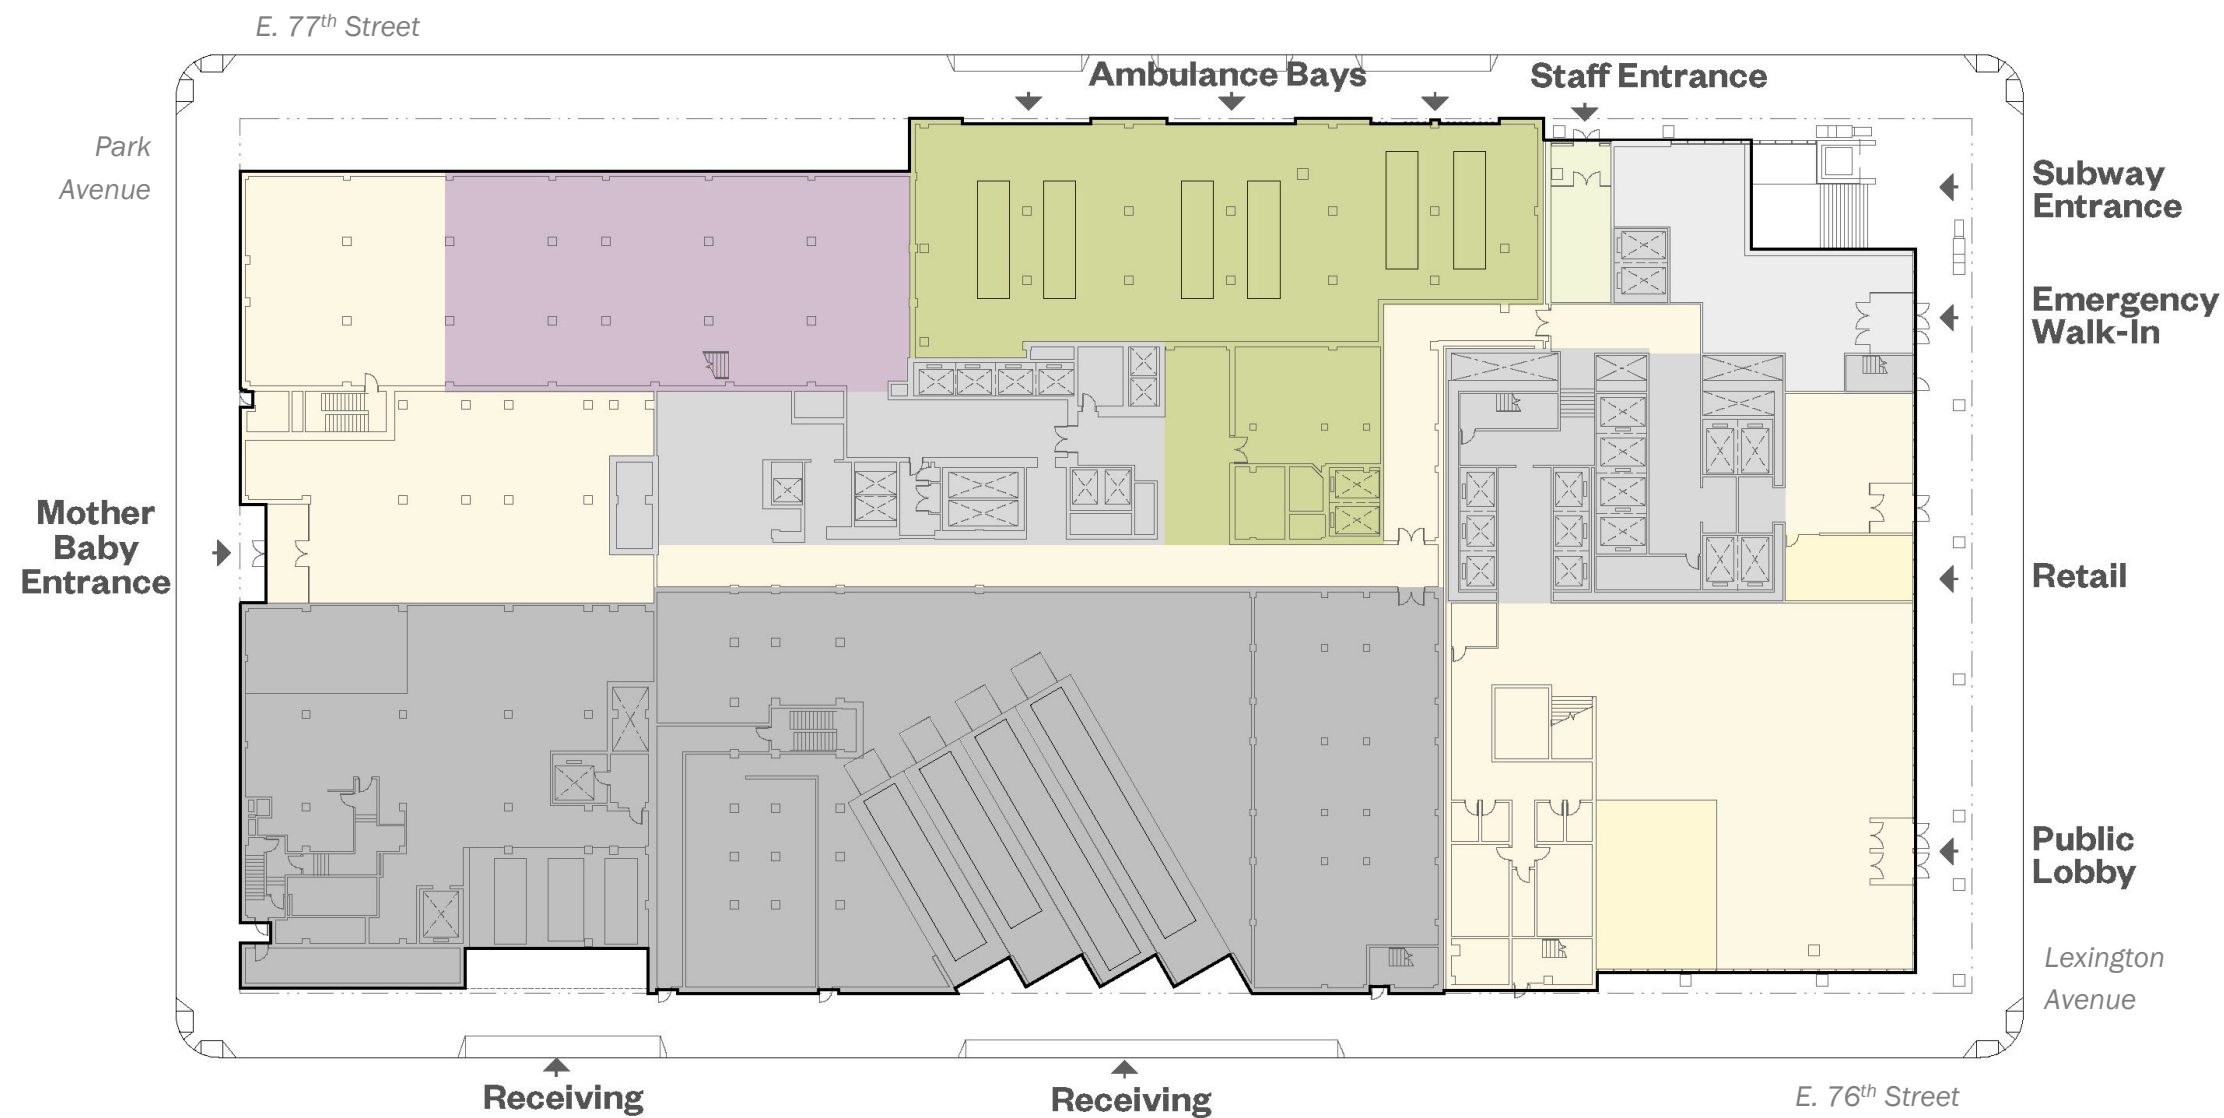 E. 77th Street
Ambulance Bays
Staff Entrance
Park
Avenue
Subway
Entrance
Emergency
Walk-In
Mother
Baby
Entrance
Retail
Public
Lobby
Lexington
Avenue
Receiving
Receiving
E. 76th Street